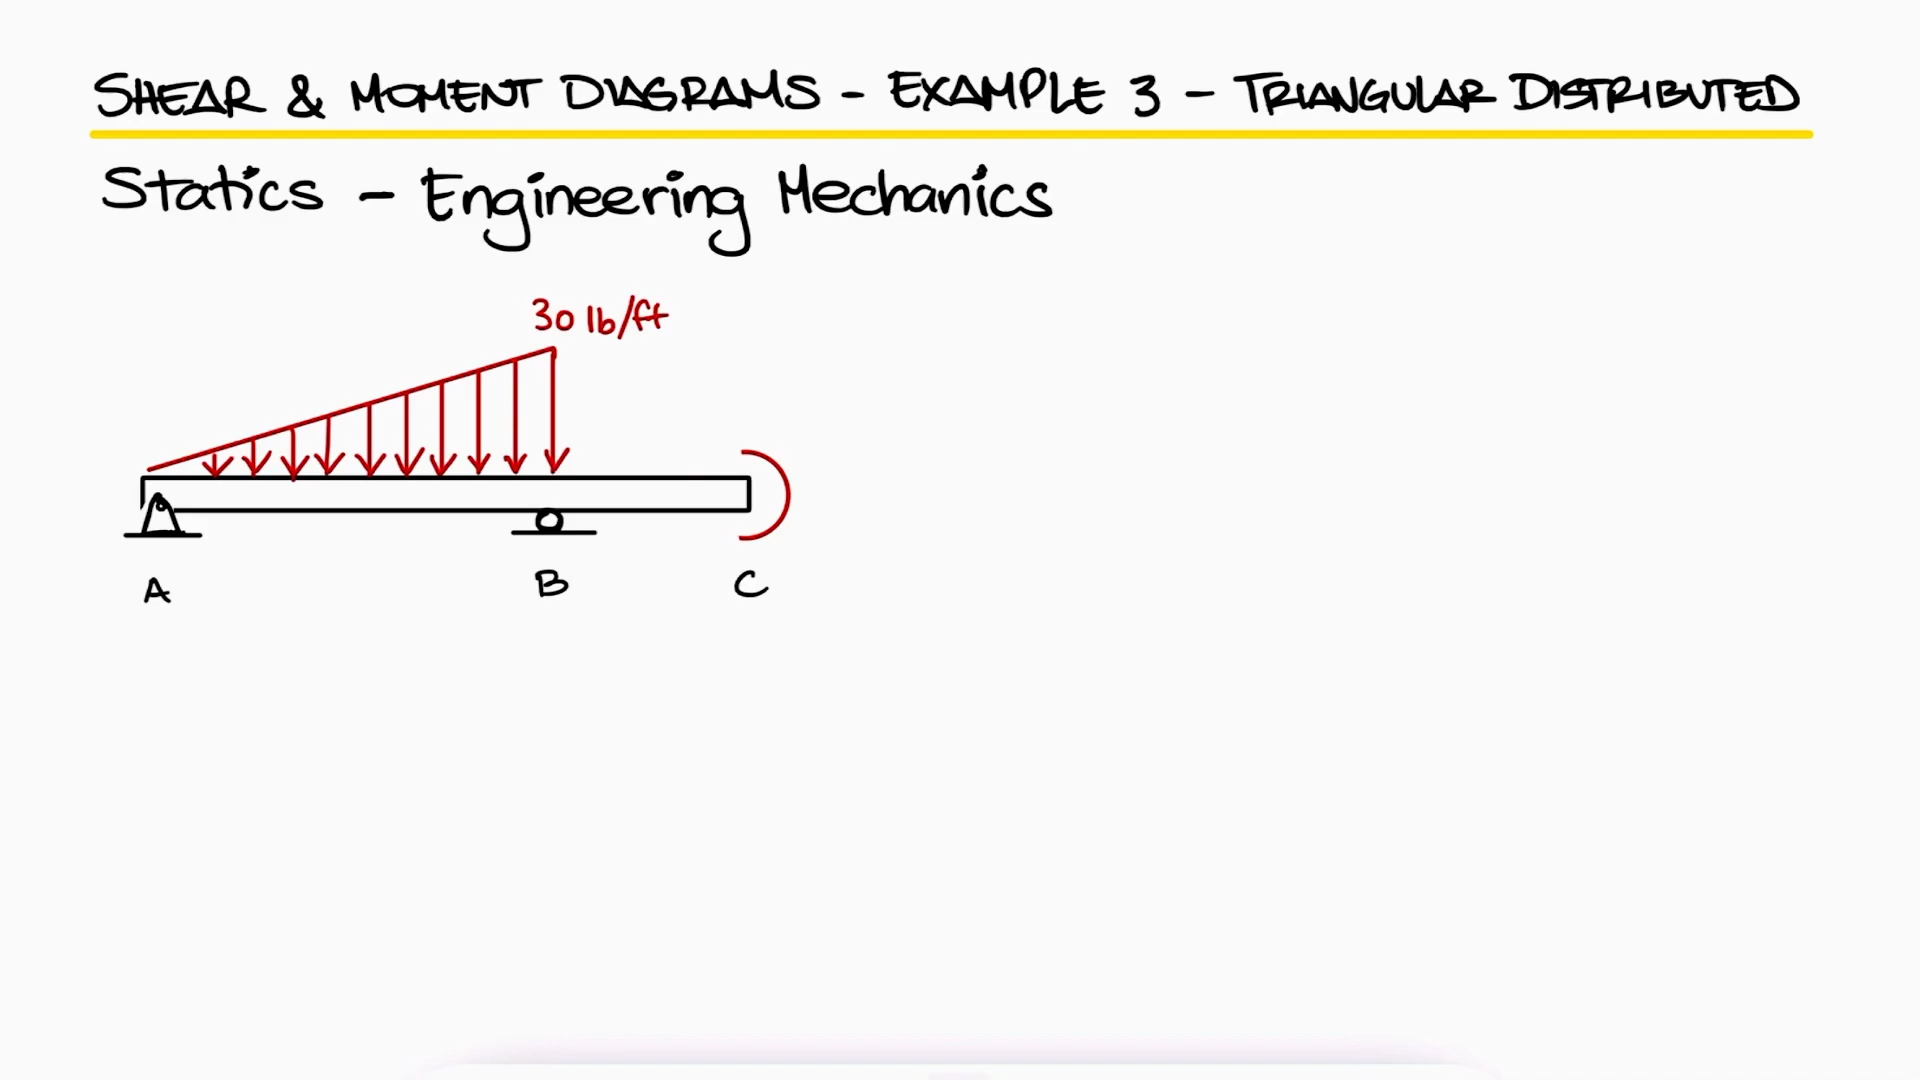 SHEAR & MOMENT DIAGRAMS - EXAMPLE 3 - TRIANGULAR DISTRIBUTED
Statics - Engineering Mechanics
30 lb/ft
A B C